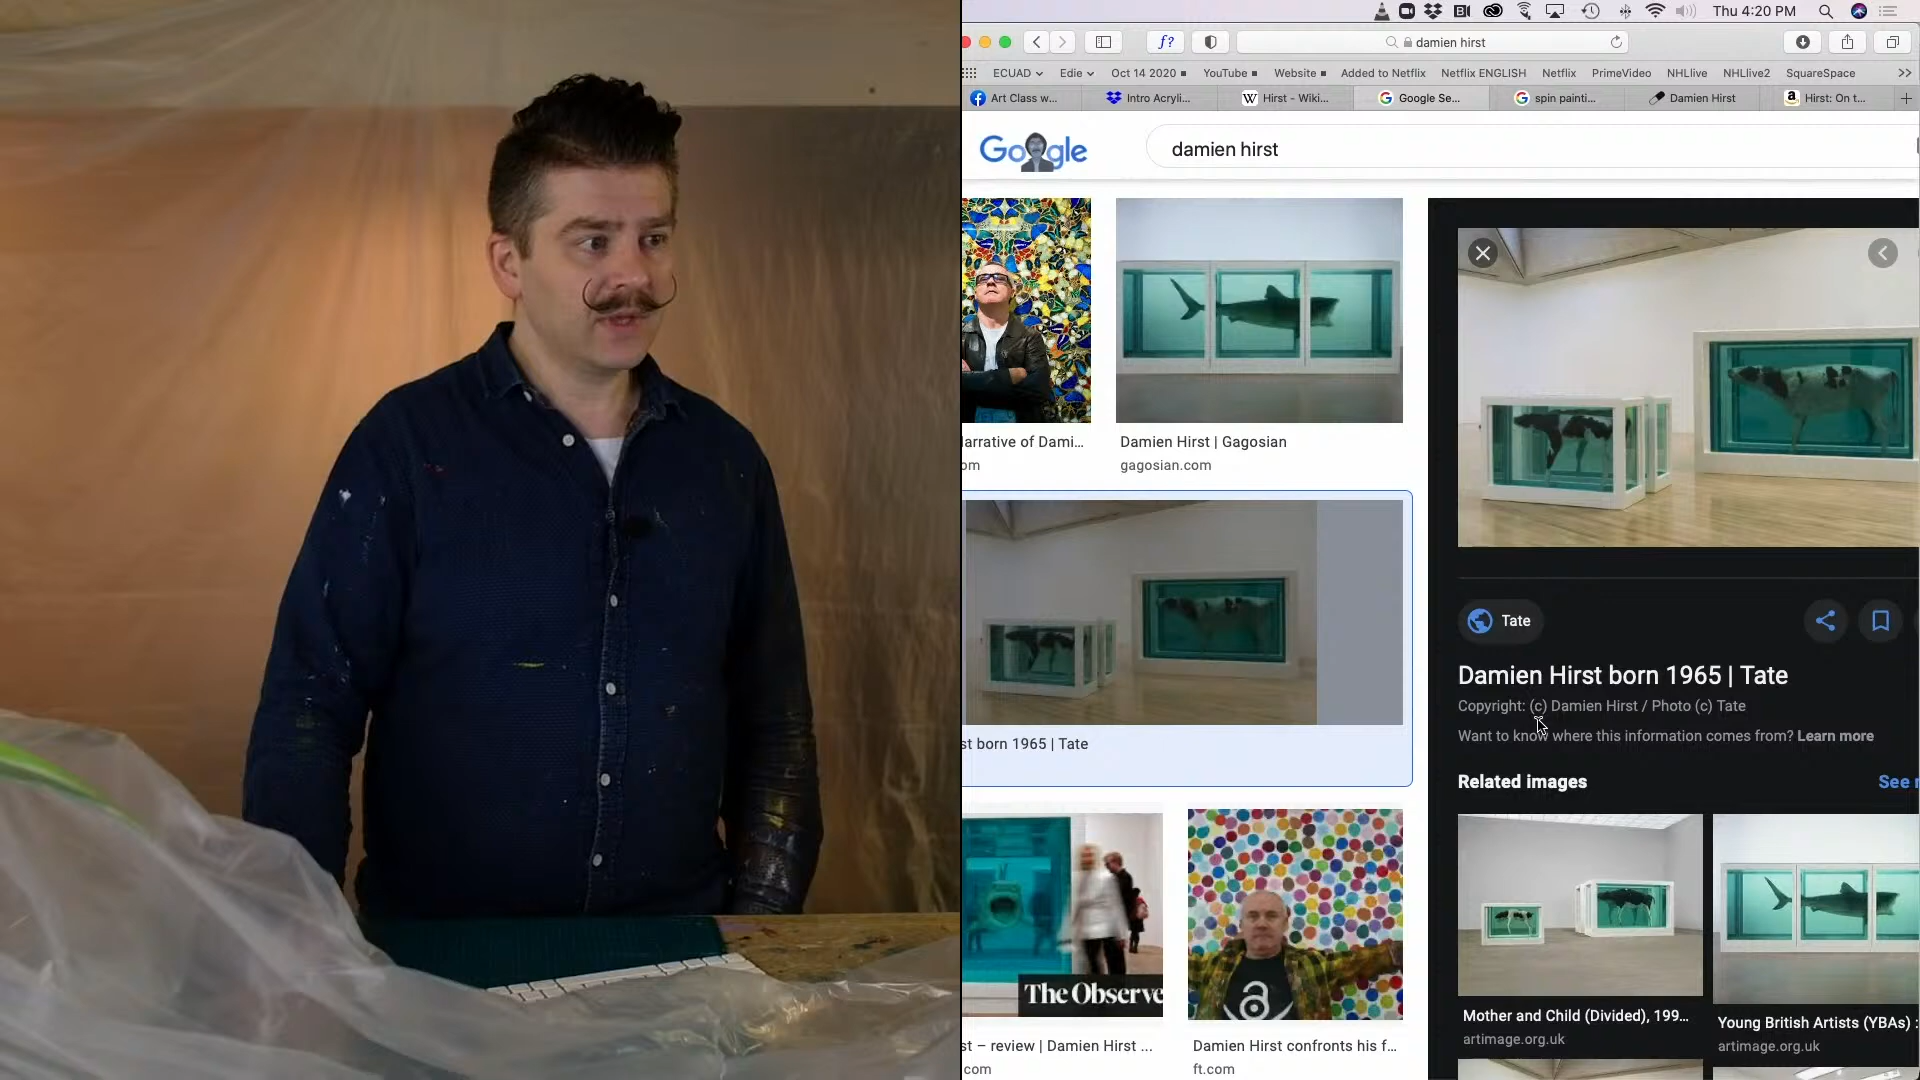 Thu 4:20 PM
damien hirst
ECUAD Edie Oct 14 2020 YouTube Website Added to Netflix Netflix ENGLISH Netflix PrimeVideo NHLlive NHLlive2 SquareSpace
Art Class w... Intro Acryli... W Hirst - Wiki... Google Se... spin painti... Damien Hirst Hirst: On t...
Google damien hirst
larrative of Dami...
om
Damien Hirst | Gagosian
gagosian.com
st born 1965 | Tate
The Observe
st – review | Damien Hirst ...
.com
Damien Hirst confronts his f...
ft.com
Tate
Damien Hirst born 1965 | Tate
Copyright: (c) Damien Hirst / Photo (c) Tate
Want to know where this information comes from? Learn more
Related images See
Mother and Child (Divided), 199...
artimage.org.uk
Young British Artists (YBAs) :
artimage.org.uk